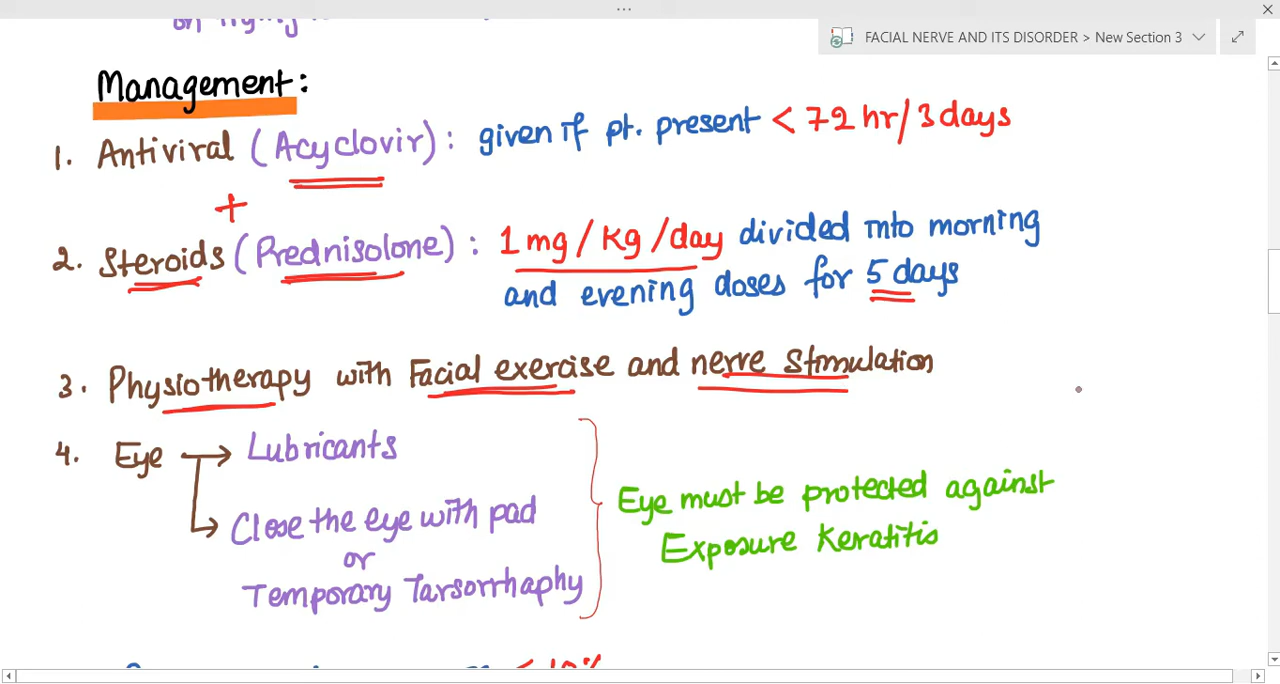 FACIAL NERVE AND ITS DISORDER > New Section 3
Management:
1. Antiviral (Acyclovir): given if pt. present < 72 hr/3 days
+
2. Steroids (Prednisolone): 1 mg/Kg/day divided into morning
and evening doses for 5 days
3. Physiotherapy with Facial exercise and nerve stimulation
4. Eye → Lubricants
Close the eye with pad
or
Temporary Tarsorrhaphy
Eye must be protected against
Exposure Keratitis